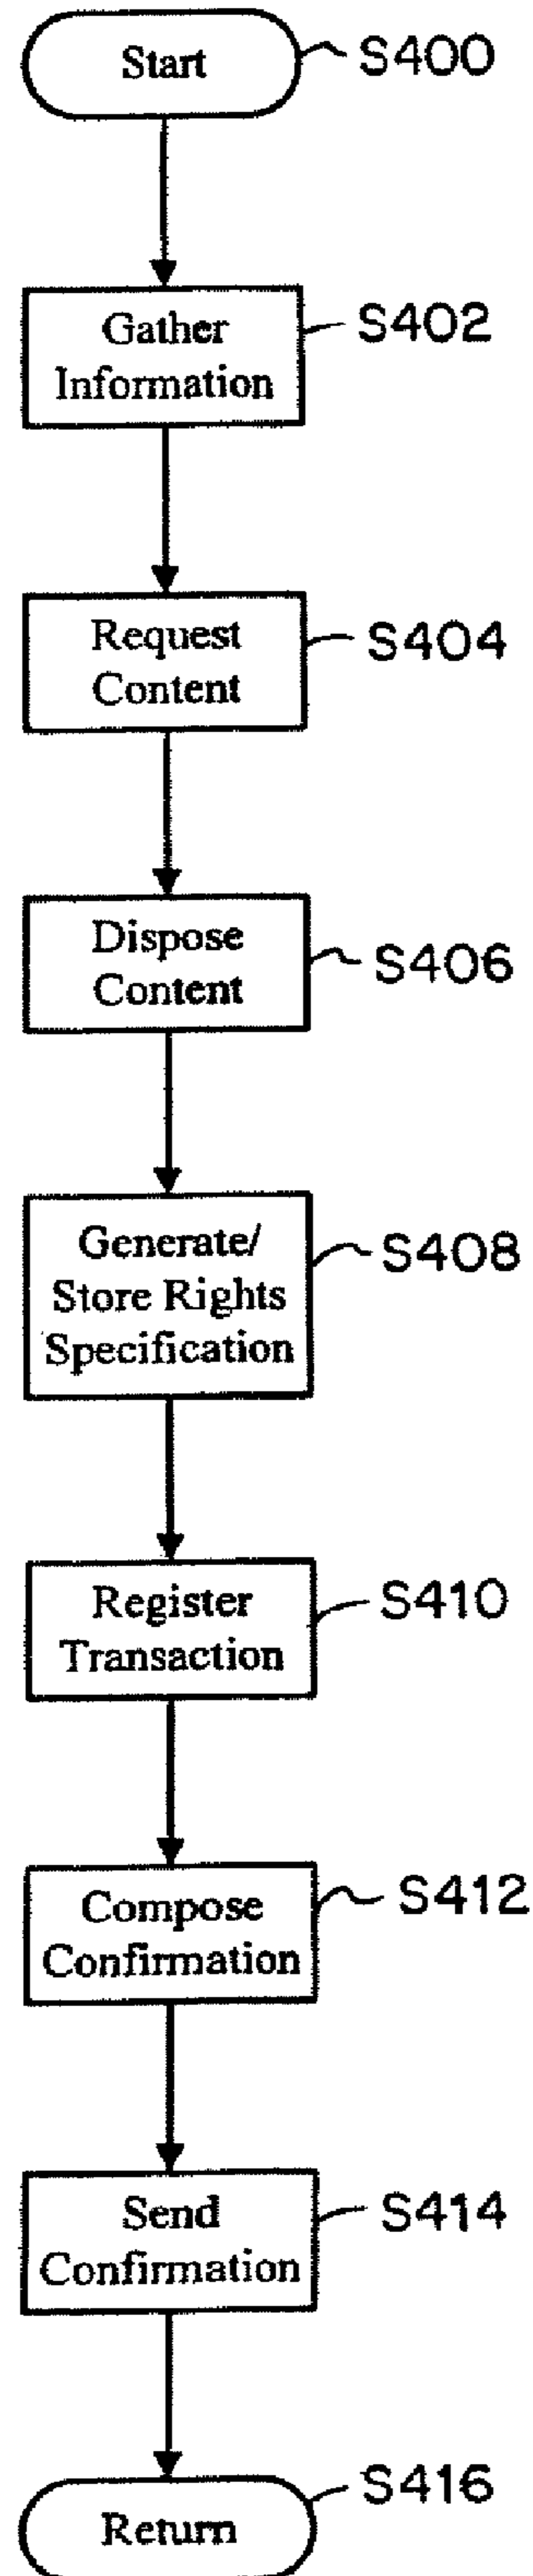 Start
S400
Gather
Information
S402
Request
Content
S404
Dispose
Content
S406
Generate/
Store Rights
Specification
S408
Register
Transaction
S410
Compose
Confirmation
S412
Send
Confirmation
S414
Return
S416